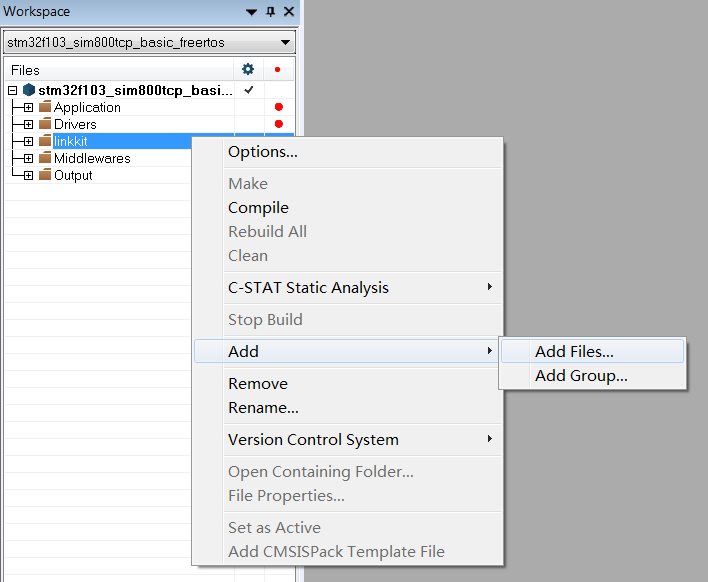 Workspace
stm32f103_sim800tcp_basic_freertos
Files
stm32f103_sim800tcp_basi...
Application
Drivers
linkkit
Middlewares
Output
Options...
Make
Compile
Rebuild All
Clean
C-STAT Static Analysis
Stop Build
Add
Add Files...
Add Group...
Remove
Rename...
Version Control System
Open Containing Folder...
File Properties...
Set as Active
Add CMSISPack Template File